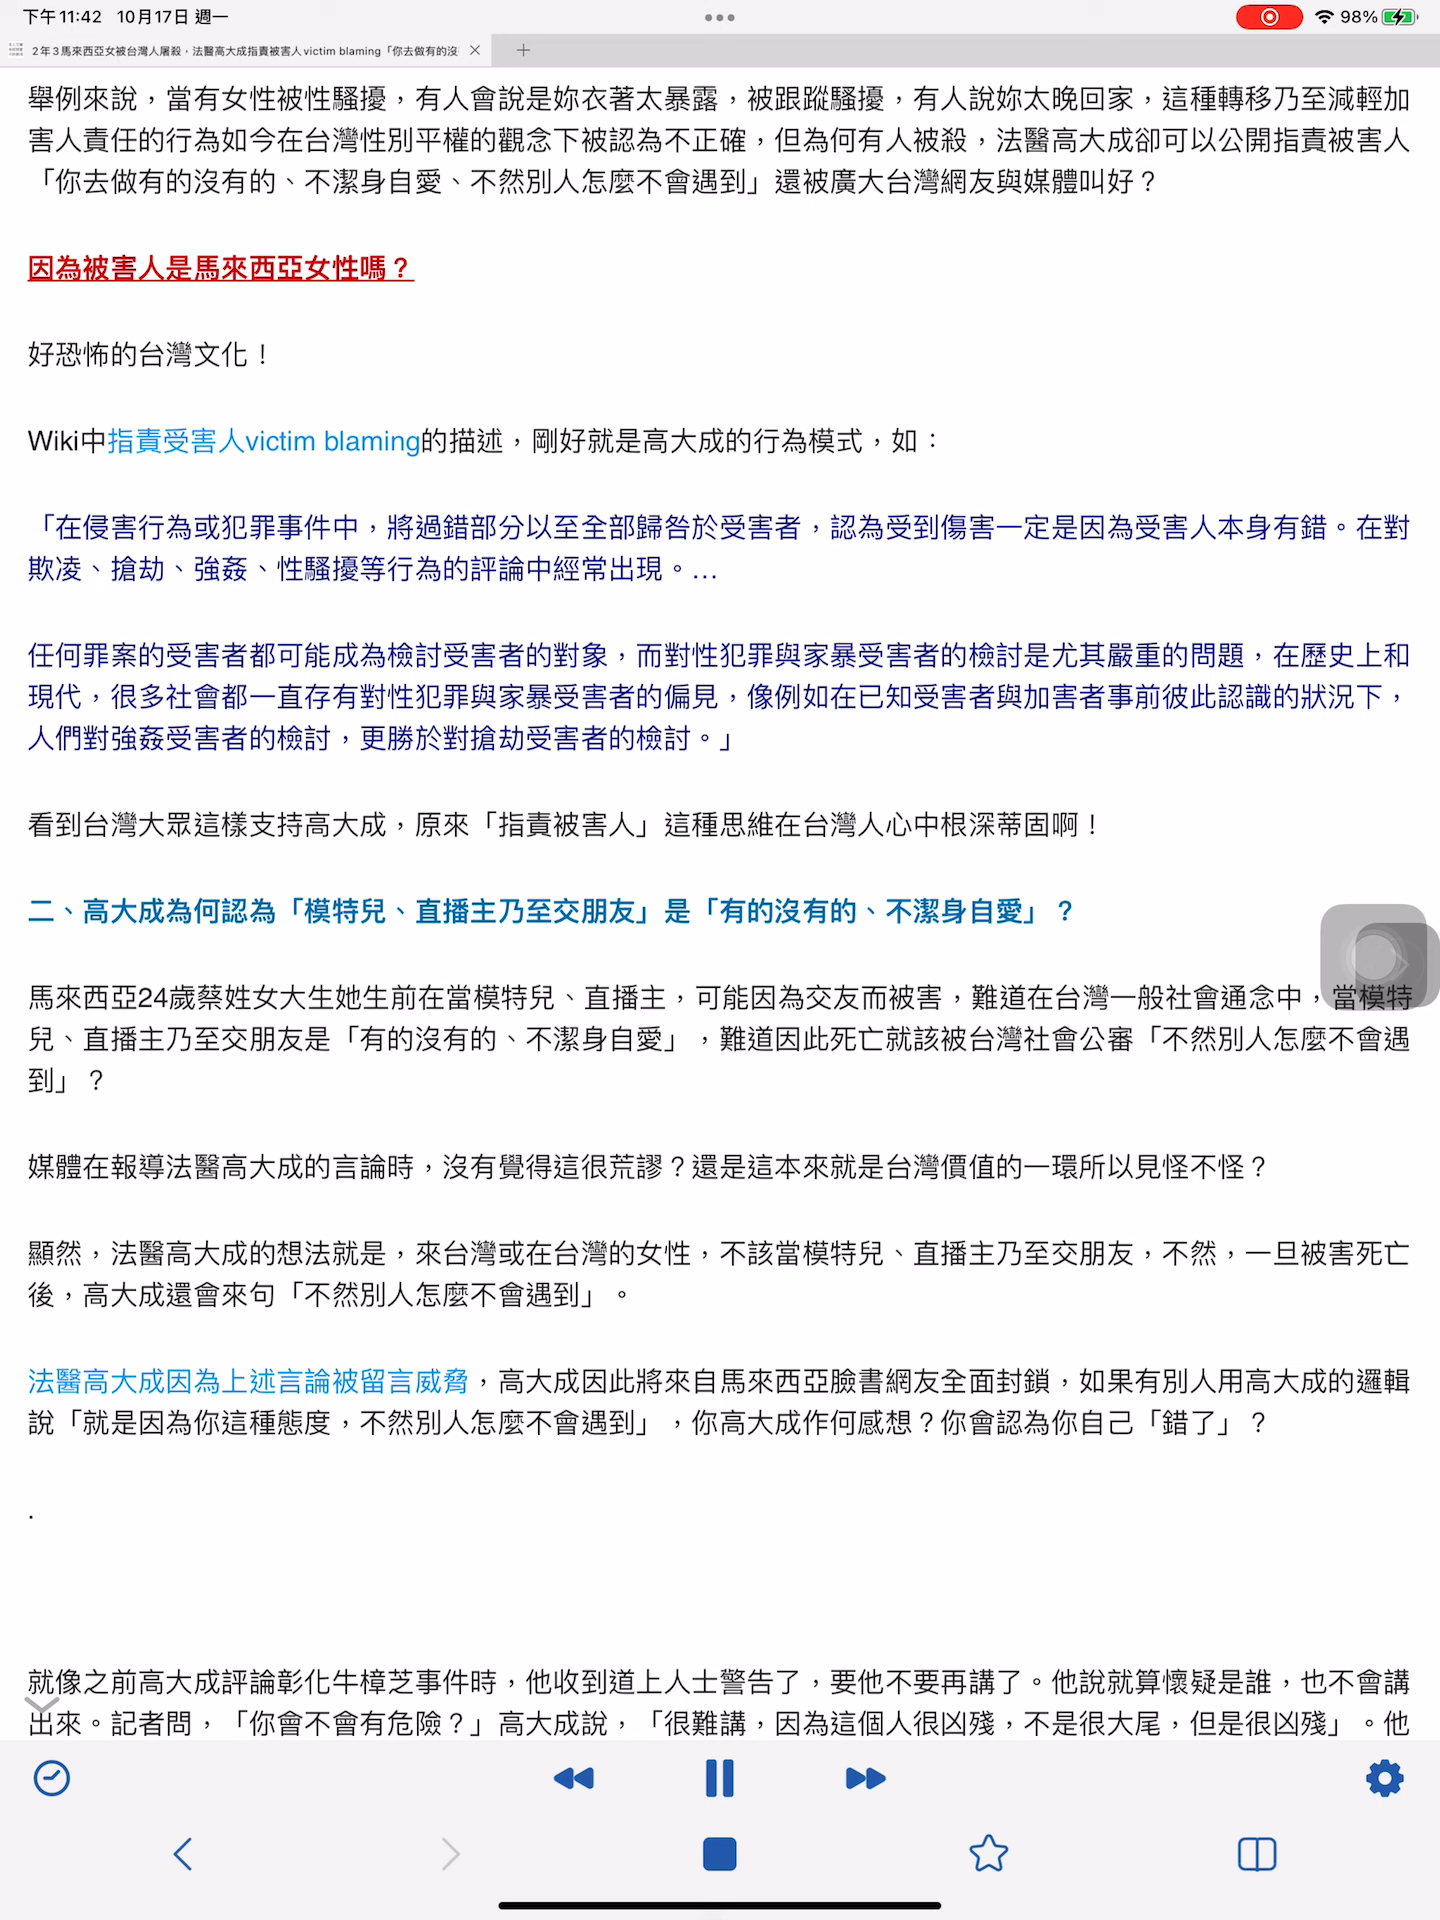 下午11:42 10月17日 週一
98%
2年3馬來西亞女被台灣人屠殺，法醫高大成指責被害人victim blaming「你去做有的沒
舉例來說，當有女性被性騷擾，有人會說是妳衣著太暴露，被跟蹤騷擾，有人說妳太晚回家，這種轉移乃至減輕加
害人責任的行為如今在台灣性別平權的觀念下被認為不正確，但為何有人被殺，法醫高大成卻可以公開指責被害人
「你去做有的沒有的、不潔身自愛、不然別人怎麼不會遇到」還被廣大台灣網友與媒體叫好？
因為被害人是馬來西亞女性嗎？
好恐怖的台灣文化！
Wiki中指責受害人victim blaming的描述，剛好就是高大成的行為模式，如：
「在侵害行為或犯罪事件中，將過錯部分以至全部歸咎於受害者，認為受到傷害一定是因為受害人本身有錯。在對
欺凌、搶劫、強姦、性騷擾等行為的評論中經常出現。…
任何罪案的受害者都可能成為檢討受害者的對象，而對性犯罪與家暴受害者的檢討是尤其嚴重的問題，在歷史上和
現代，很多社會都一直存有對性犯罪與家暴受害者的偏見，像例如在已知受害者與加害者事前彼此認識的狀況下，
人們對強姦受害者的檢討，更勝於對搶劫受害者的檢討。」
看到台灣大眾這樣支持高大成，原來「指責被害人」這種思維在台灣人心中根深蒂固啊！
二、高大成為何認為「模特兒、直播主乃至交朋友」是「有的沒有的、不潔身自愛」？
馬來西亞24歲蔡姓女大生她生前在當模特兒、直播主，可能因為交友而被害，難道在台灣一般社會通念中，當模特
兒、直播主乃至交朋友是「有的沒有的、不潔身自愛」，難道因此死亡就該被台灣社會公審「不然別人怎麼不會遇
到」？
媒體在報導法醫高大成的言論時，沒有覺得這很荒謬？還是這本來就是台灣價值的一環所以見怪不怪？
顯然，法醫高大成的想法就是，來台灣或在台灣的女性，不該當模特兒、直播主乃至交朋友，不然，一旦被害死亡
後，高大成還會來句「不然別人怎麼不會遇到」。
法醫高大成因為上述言論被留言威脅，高大成因此將來自馬來西亞臉書網友全面封鎖，如果有別人用高大成的邏輯
說「就是因為你這種態度，不然別人怎麼不會遇到」，你高大成作何感想？你會認為你自己「錯了」？
.
就像之前高大成評論彰化牛樟芝事件時，他收到道上人士警告了，要他不要再講了。他說就算懷疑是誰，也不會講
出來。記者問，「你會不會有危險？」高大成說，「很難講，因為這個人很凶殘，不是很大尾，但是很凶殘」。他